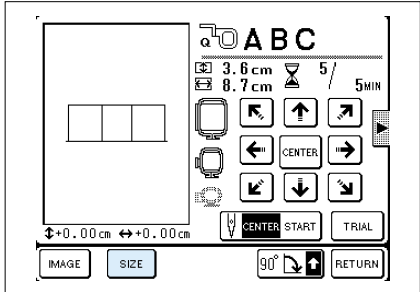 Q ABC
3.6cm 5/
8.7cm 5MIN
CENTER
+0.00cm +0.00cm
CENTER START TRIAL
IMAGE SIZE 90° RETURN